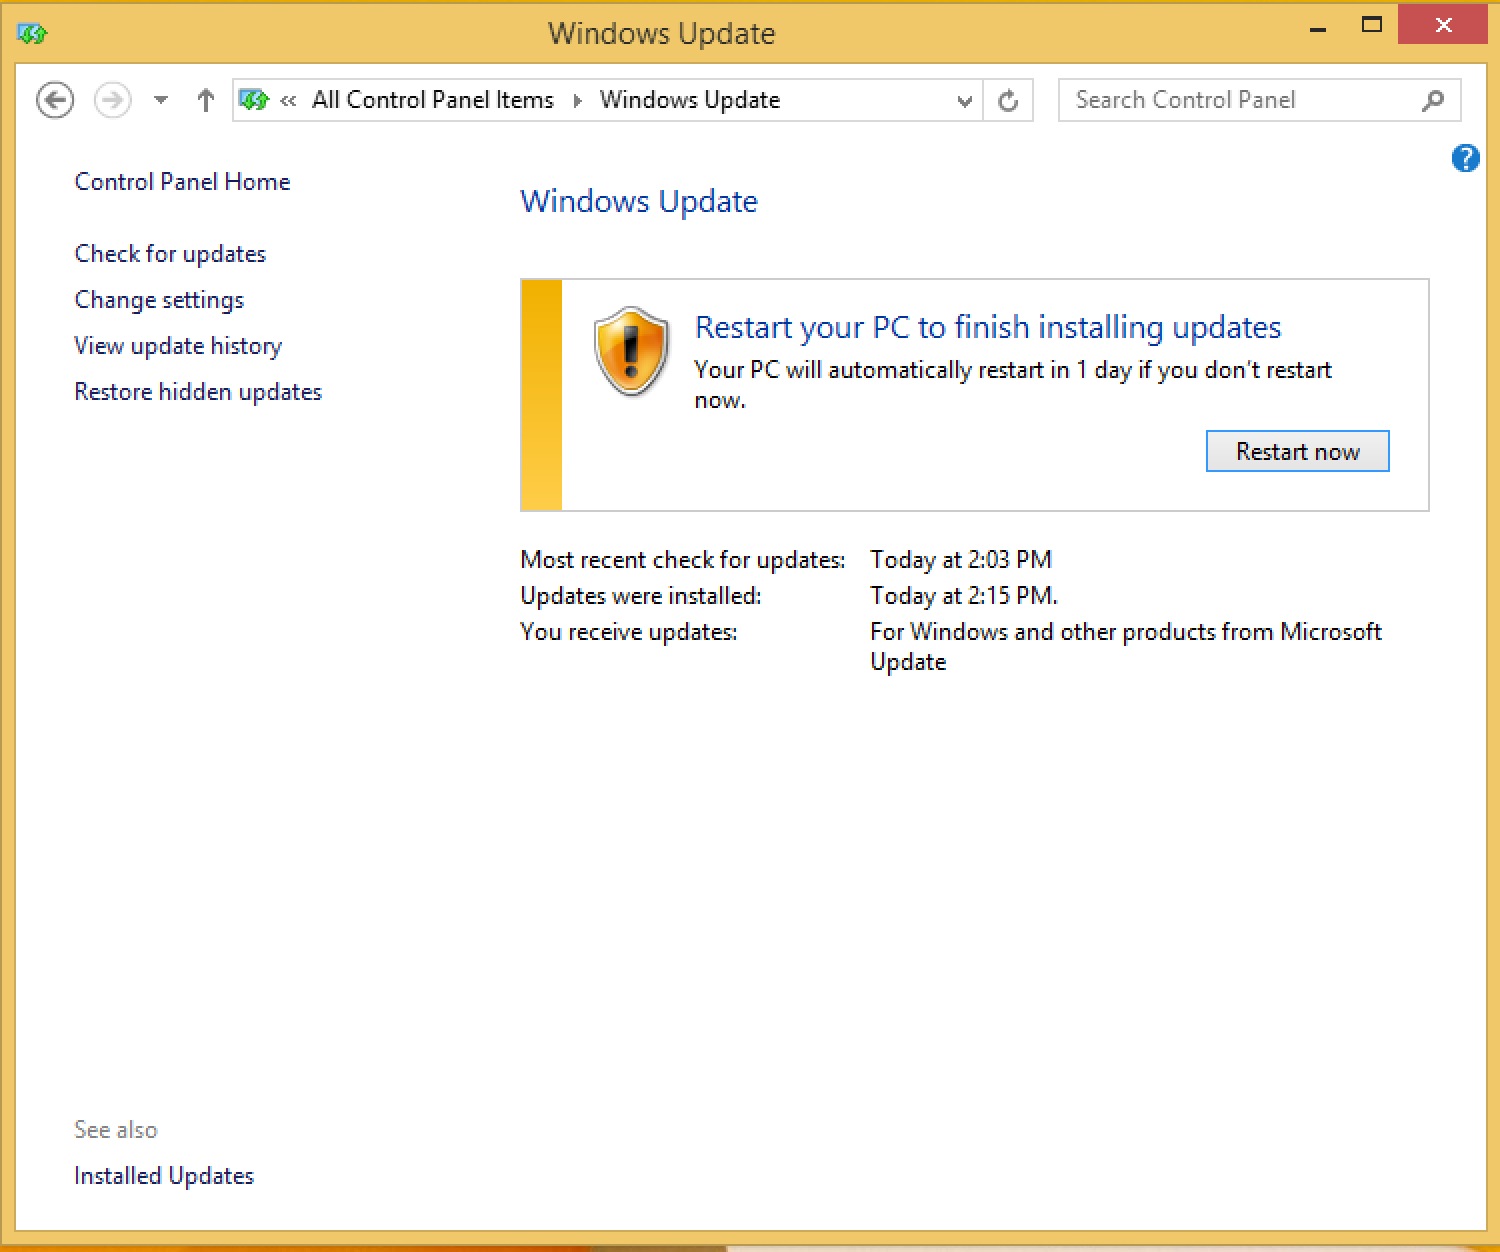 Windows Update
« All Control Panel Items Windows Update
Search Control Panel
Control Panel Home
Check for updates
Change settings
View update history
Restore hidden updates
Windows Update
Restart your PC to finish installing updates
Your PC will automatically restart in 1 day if you don't restart
now.
Restart now
Most recent check for updates: Today at 2:03 PM
Updates were installed: Today at 2:15 PM.
You receive updates: For Windows and other products from Microsoft
Update
See also
Installed Updates